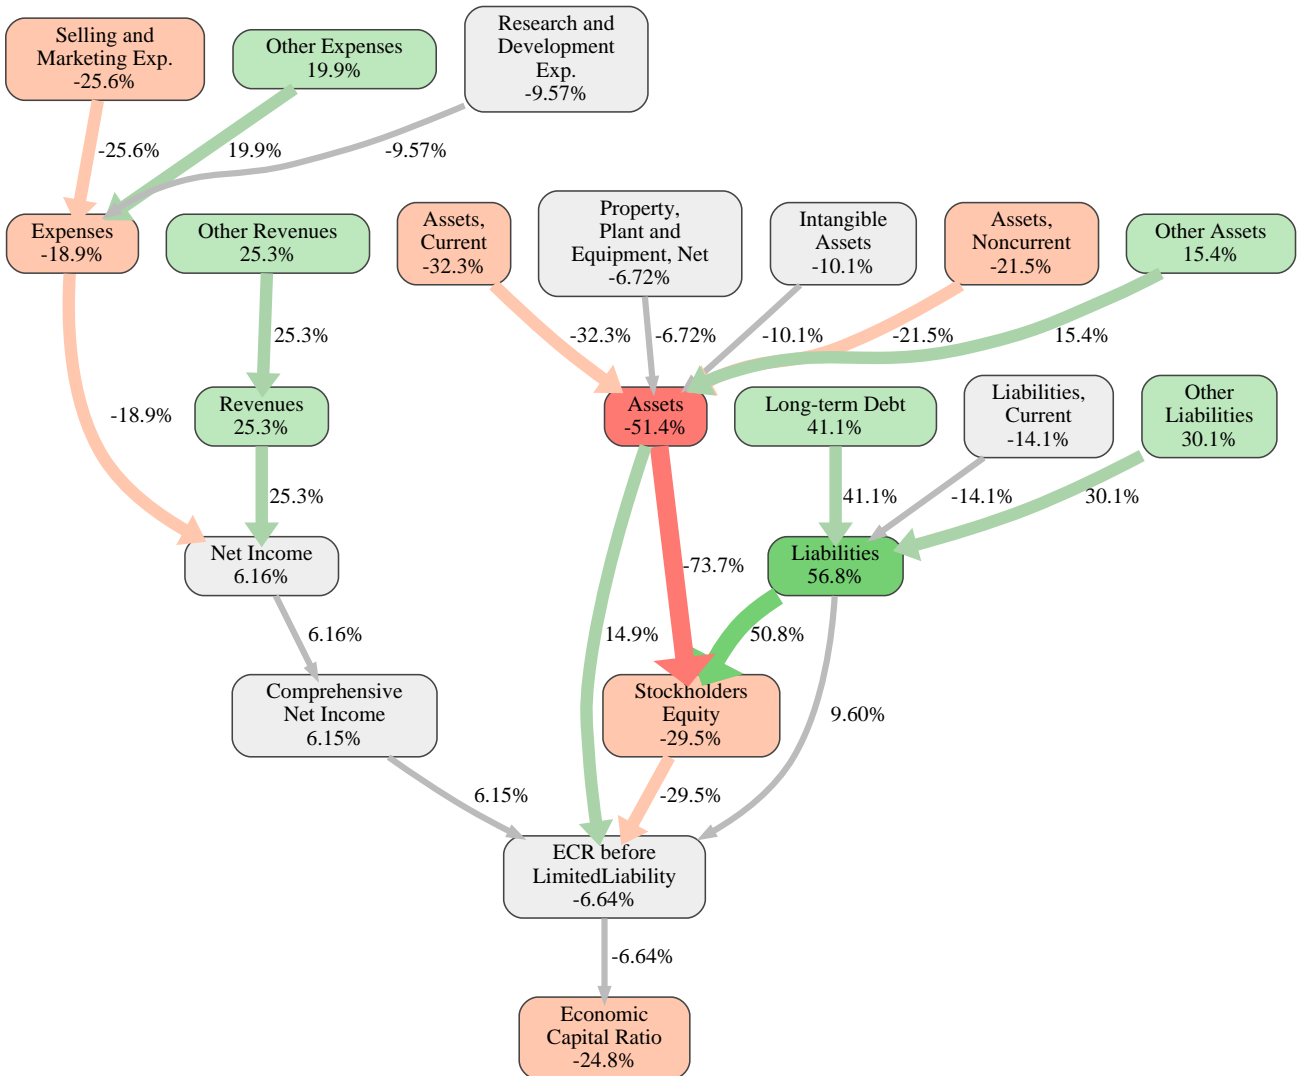 Selling and
Marketing Exp.
-25.6%
Other Expenses
19.9%
Research and
Development
Exp.
-9.57%
-25.6%
19.9%
-9.57%
Expenses
-18.9%
Other Revenues
25.3%
Assets,
Current
-32.3%
Property,
Plant and
Equipment, Net
-6.72%
Intangible
Assets
-10.1%
Assets,
Noncurrent
-21.5%
Other Assets
15.4%
25.3%
-32.3%
-6.72%
-10.1%
-21.5%
15.4%
-18.9%
Revenues
25.3%
Assets
-51.4%
Long-term Debt
41.1%
Liabilities,
Current
-14.1%
Other
Liabilities
30.1%
25.3%
41.1%
-14.1%
30.1%
Net Income
6.16%
Liabilities
56.8%
-73.7%
6.16%
14.9%
50.8%
Comprehensive
Net Income
6.15%
Stockholders
Equity
-29.5%
9.60%
6.15%
-29.5%
ECR before
LimitedLiability
-6.64%
-6.64%
Economic
Capital Ratio
-24.8%